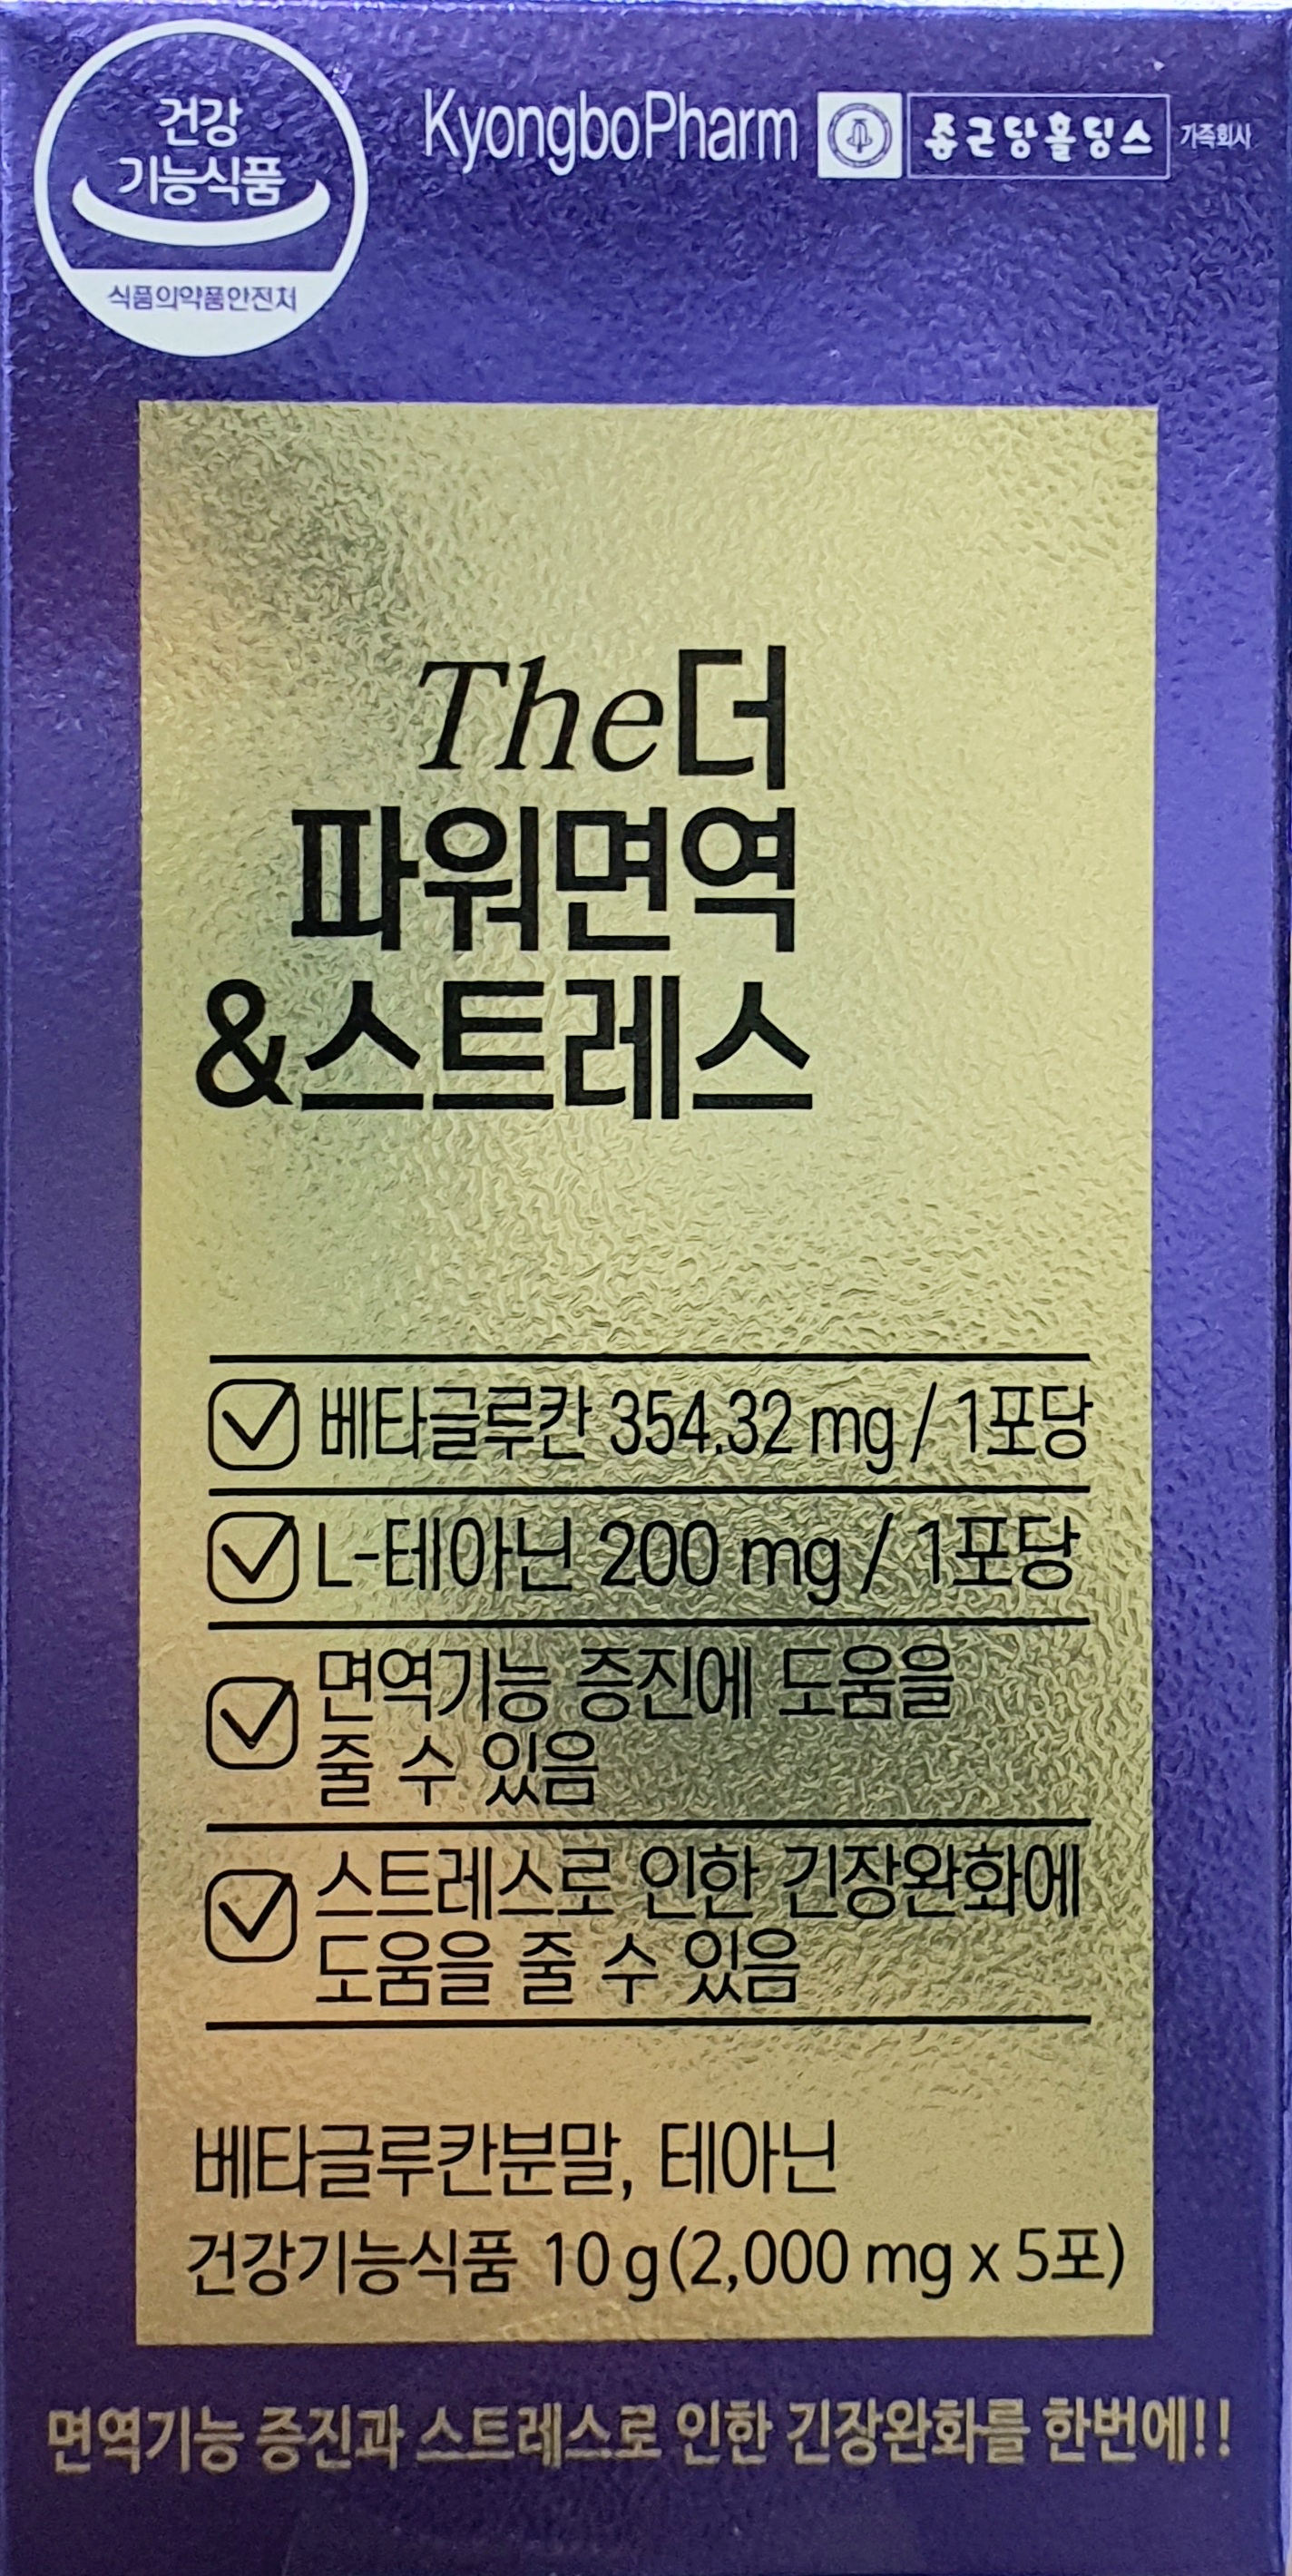 건강
기능식품
식품의약품안전처
KyongboPharm 종근당홀딩스 가족회사
The더
파워면역
&스트레스
베타글루칸 354.32 mg / 1포당
L-테아닌 200 mg / 1포당
면역기능 증진에 도움을
줄 수 있음
스트레스로 인한 긴장완화에
도움을 줄 수 있음
베타글루칸분말, 테아닌
건강기능식품 10 g(2,000 mg x 5포)
면역기능 증진과 스트레스로 인한 긴장완화를 한번에!!